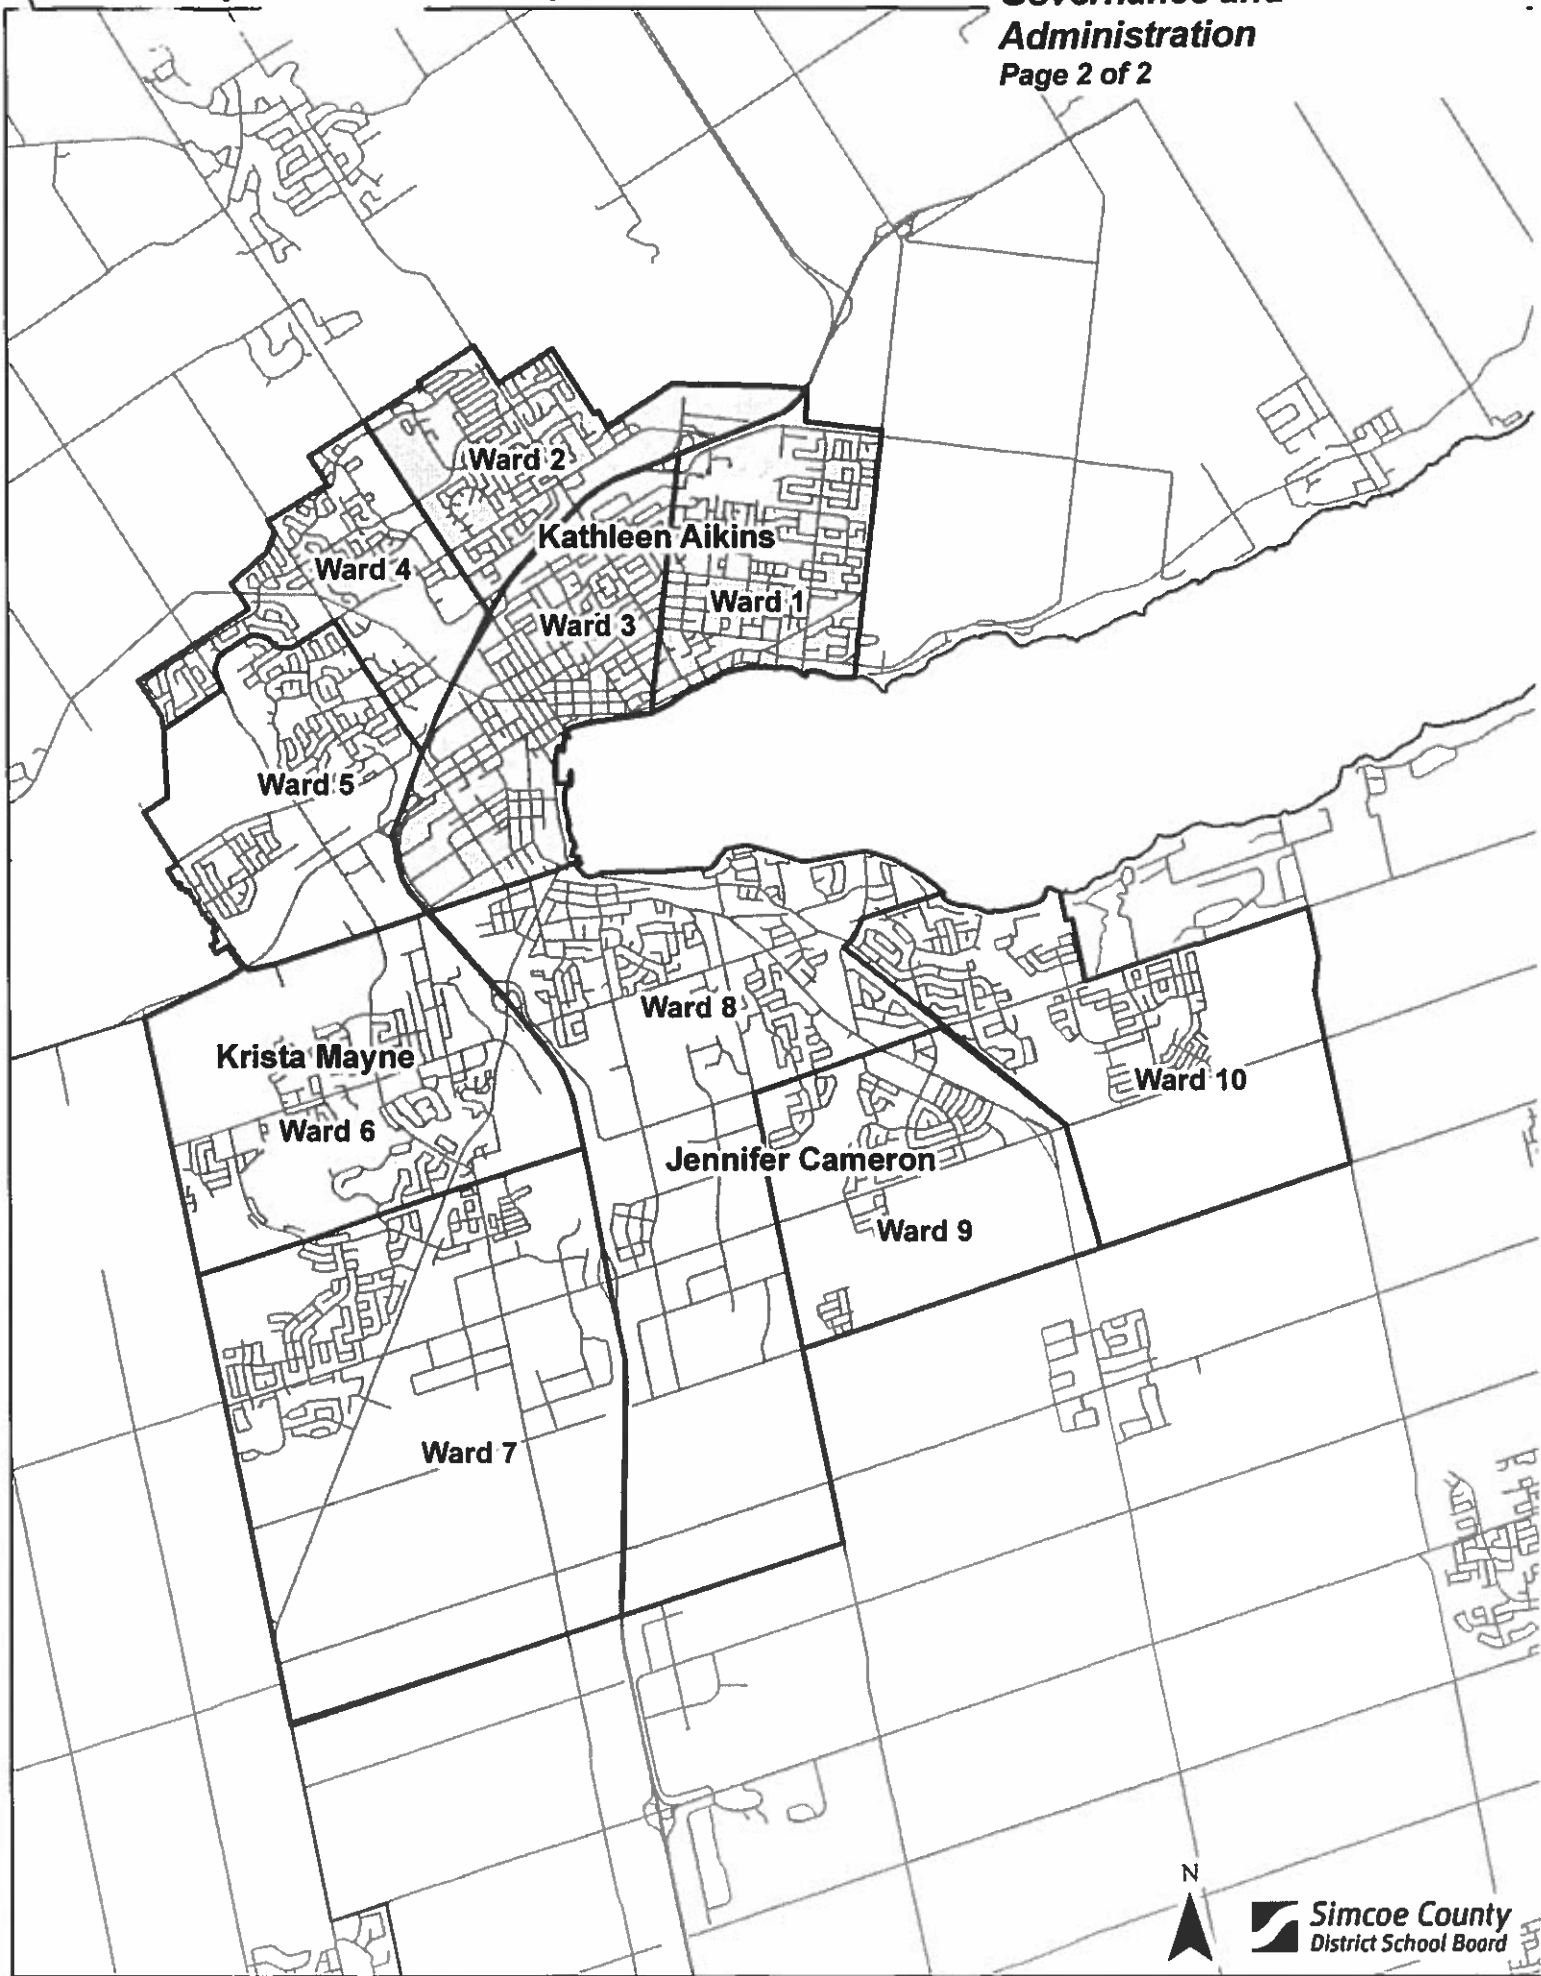 Administration
Page 2 of 2
Ward 2
Kathleen Aikins
Ward 4
Ward 1
Ward 3
Ward 5
Ward 8
Krista Mayne
Ward 10
Ward 6
Jennifer Cameron
Ward 9
Ward 7
N
Simcoe County
District School Board